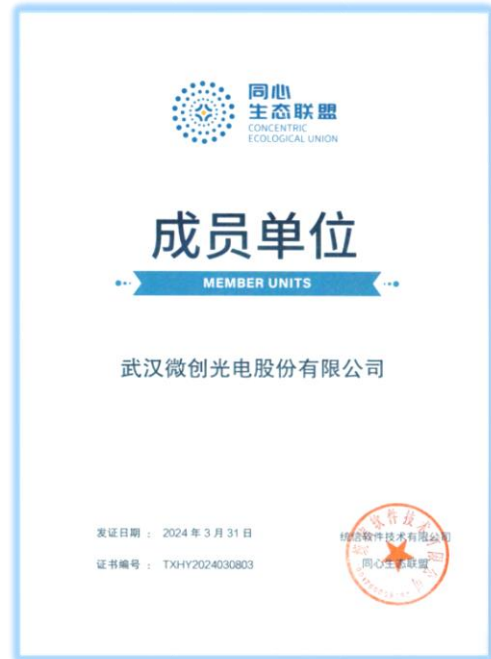 同心
生态联盟
CONCENTRIC
ECOLOGICAL UNION
成员单位
MEMBER UNITS
武汉微创光电股份有限公司
发证日期 : 2024 年 3 月 31 日
统信软件技术有限公司
证书编号 : TXHY2024030803
同心生态联盟